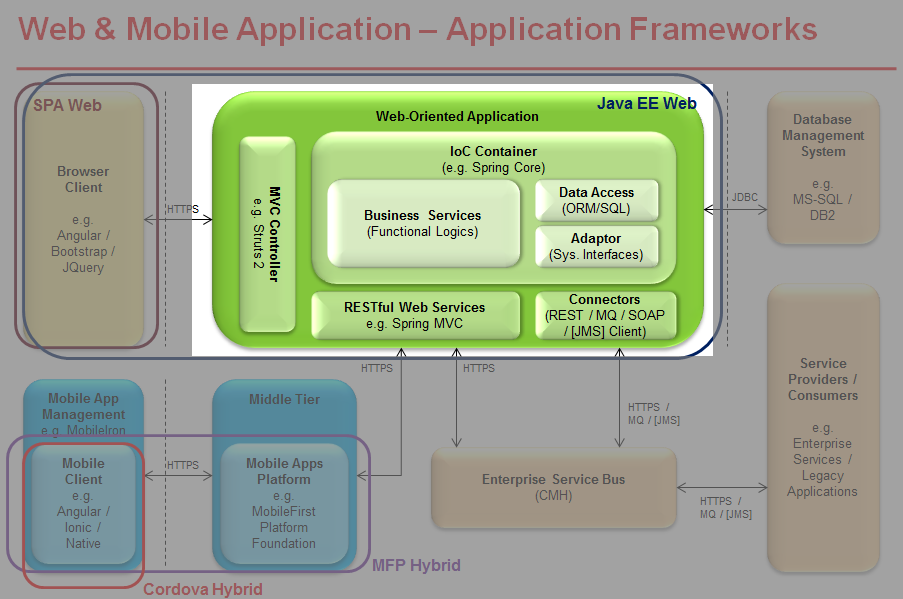 Web & Mobile Application – Application Frameworks
SPA Web
Browser
Client
e.g.
Angular /
Bootstrap /
JQuery
HTTPS
Java EE Web
Web-Oriented Application
MVC Controller
e.g. Struts 2
IoC Container
(e.g. Spring Core)
Business Services
(Functional Logics)
Data Access
(ORM/SQL)
Adaptor
(Sys. Interfaces)
RESTful Web Services
e.g. Spring MVC
Connectors
(REST / MQ / SOAP
/ [JMS] Client)
JDBC
Database
Management
System
e.g.
MS-SQL /
DB2
HTTPS
HTTPS
HTTPS /
MQ / [JMS]
Service
Providers /
Consumers
e.g.
Enterprise
Services /
Legacy
Applications
Mobile App
Management
e.g. MobileIron
Mobile
Client
e.g.
Angular /
Ionic /
Native
HTTPS
Middle Tier
Mobile Apps
Platform
e.g.
MobileFirst
Platform
Foundation
Enterprise Service Bus
(CMH)
HTTPS /
MQ / [JMS]
MFP Hybrid
Cordova Hybrid